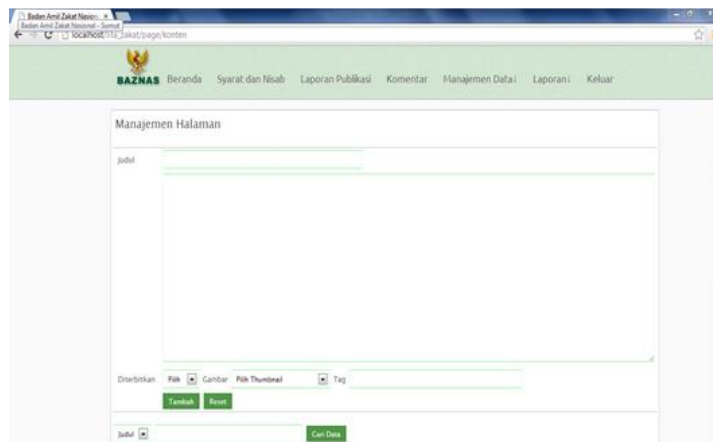 Badan Amil Zakat Nasion
Badan Amil Zakat Nasional - Sumut
localhost/sia_zakat/page/konten
BAZNAS Beranda Syarat dan Nisab Laporan Publikasi Komentar Manajemen Data↓ Laporan↓ Keluar
Manajemen Halaman
Judul
Diterbitkan Pilih Gambar Pilih Thumbnail Tag
Tambah Reset
Judul Cari Data